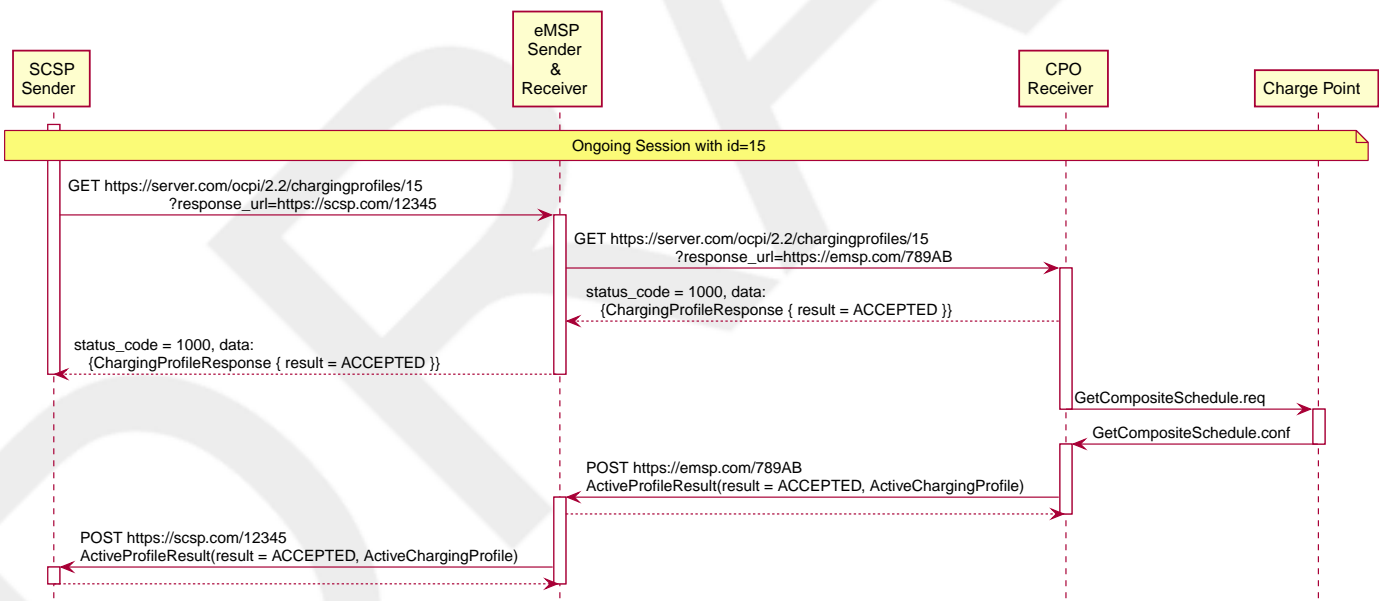 SCSP
Sender
eMSP
Sender
&
Receiver
CPO
Receiver
Charge Point
Ongoing Session with id=15
GET https://server.com/ocpi/2.2/chargingprofiles/15
?response_url=https://scsp.com/12345
GET https://server.com/ocpi/2.2/chargingprofiles/15
?response_url=https://emsp.com/789AB
status_code = 1000, data:
{ChargingProfileResponse { result = ACCEPTED }}
status_code = 1000, data:
{ChargingProfileResponse { result = ACCEPTED }}
GetCompositeSchedule.req
GetCompositeSchedule.conf
POST https://emsp.com/789AB
ActiveProfileResult(result = ACCEPTED, ActiveChargingProfile)
POST https://scsp.com/12345
ActiveProfileResult(result = ACCEPTED, ActiveChargingProfile)